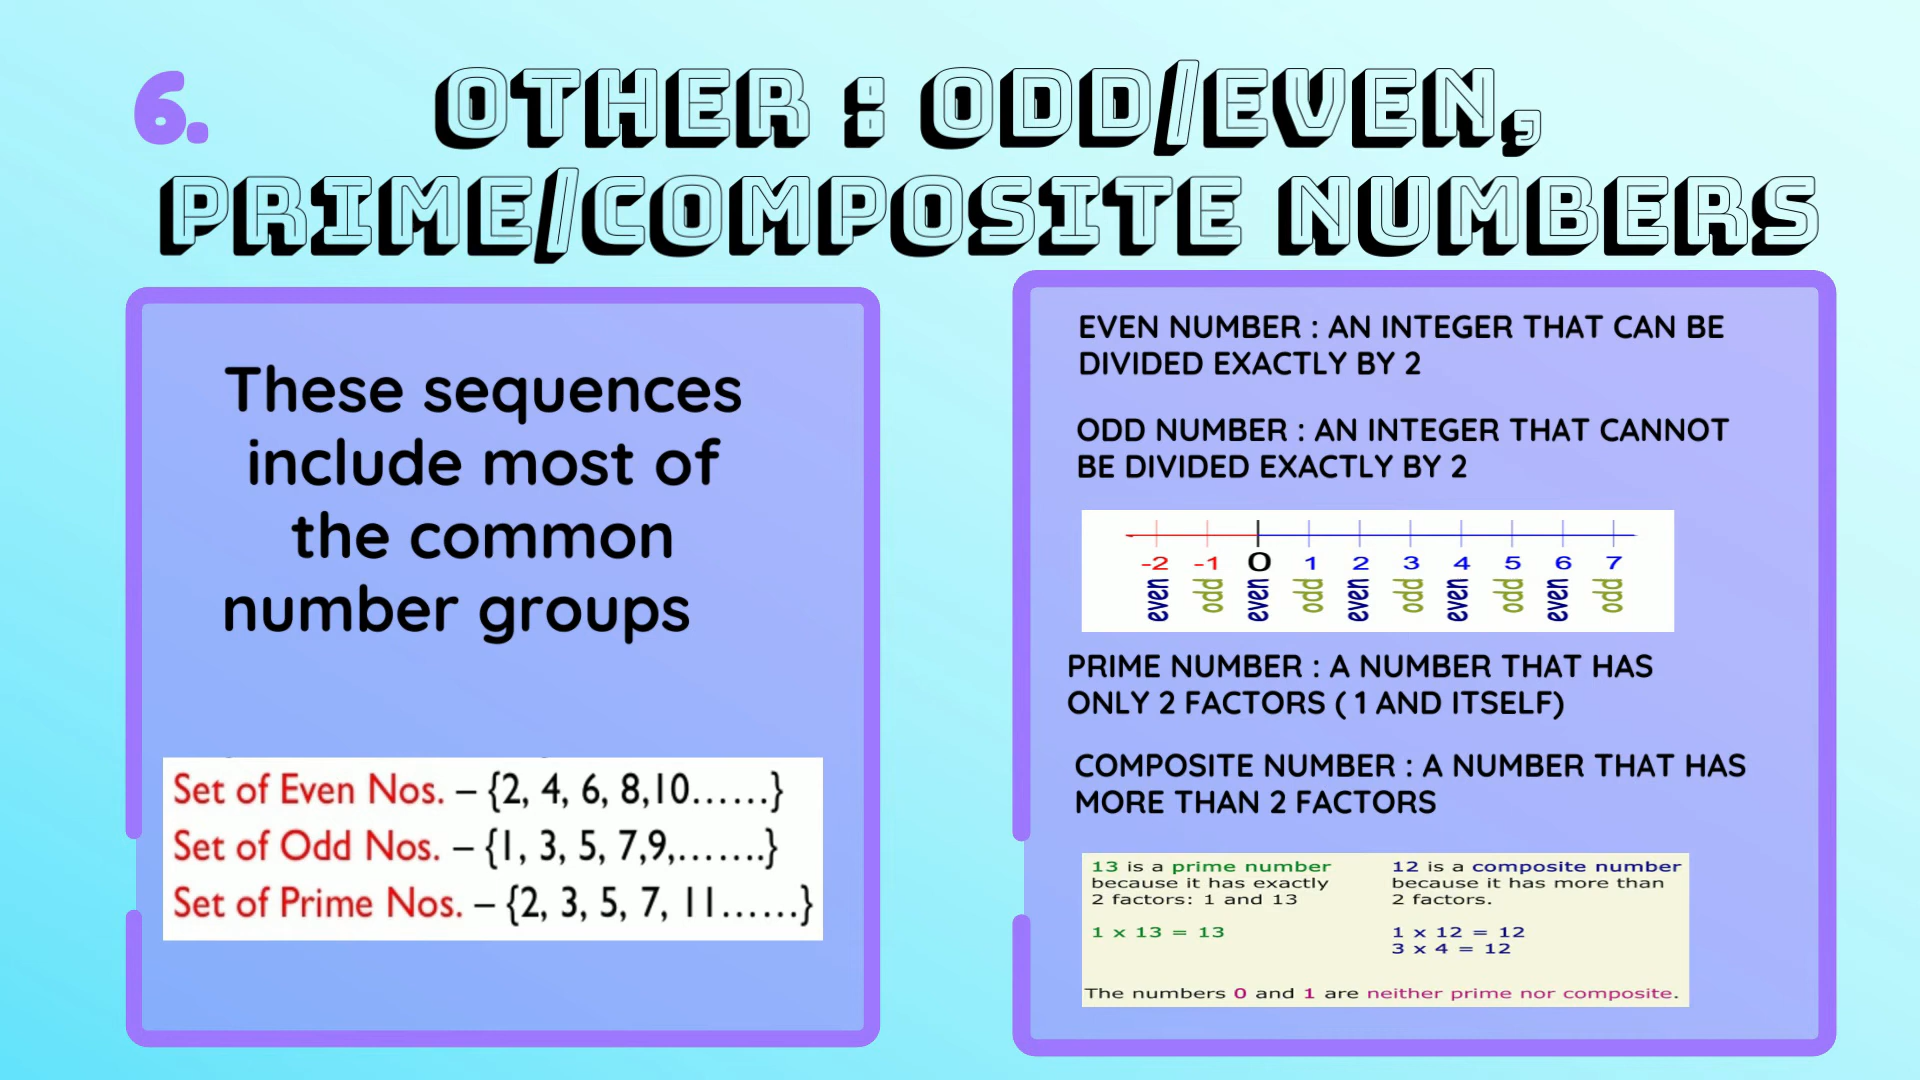 6.
OTHER : ODD/EVEN,
PRIME/COMPOSITE NUMBERS
These sequences
include most of
the common
number groups
Set of Even Nos. – {2, 4, 6, 8,10......}
Set of Odd Nos. – {1, 3, 5, 7,9,.......}
Set of Prime Nos. – {2, 3, 5, 7, 11......}
EVEN NUMBER : AN INTEGER THAT CAN BE
DIVIDED EXACTLY BY 2
ODD NUMBER : AN INTEGER THAT CANNOT
BE DIVIDED EXACTLY BY 2
-2 -1 0 1 2 3 4 5 6 7
even odd even odd even odd even odd even odd
PRIME NUMBER : A NUMBER THAT HAS
ONLY 2 FACTORS ( 1 AND ITSELF)
COMPOSITE NUMBER : A NUMBER THAT HAS
MORE THAN 2 FACTORS
13 is a prime number
because it has exactly
2 factors: 1 and 13
1 x 13 = 13
12 is a composite number
because it has more than
2 factors.
1 x 12 = 12
3 x 4 = 12
The numbers 0 and 1 are neither prime nor composite.